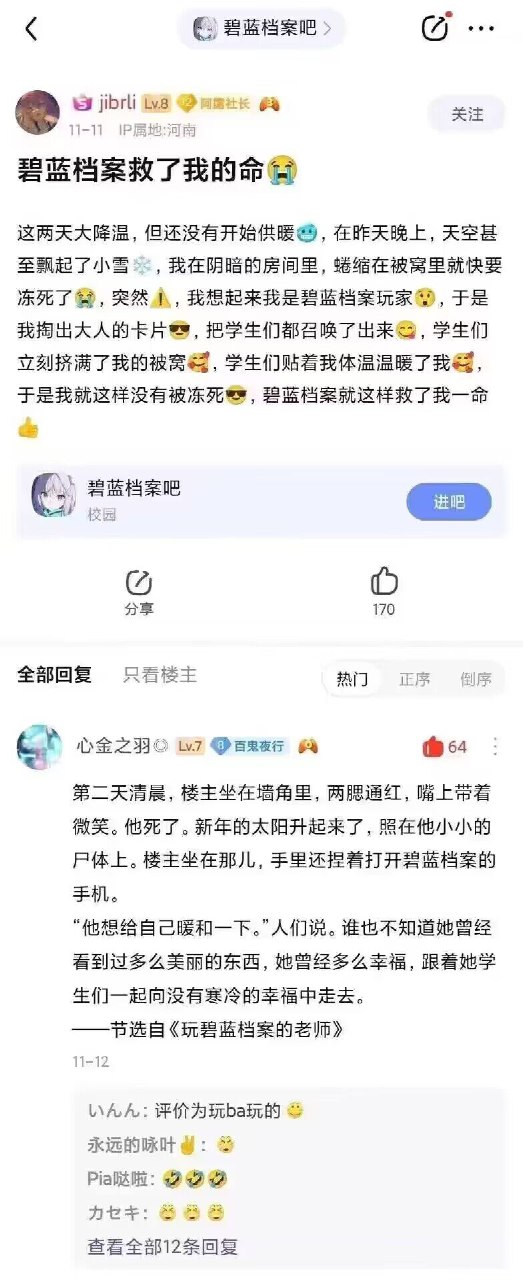 碧蓝档案吧
jibrli Lv.8 阿露社长
11-11 IP属地:河南
关注
碧蓝档案救了我的命😭
这两天大降温，但还没有开始供暖🥶，在昨天晚上，天空甚
至飘起了小雪❄️，我在阴暗的房间里，蜷缩在被窝里就快要
冻死了😭，突然⚠️，我想起来我是碧蓝档案玩家😲，于是
我掏出大人的卡片😎，把学生们都召唤了出来😋，学生们
立刻挤满了我的被窝🥰，学生们贴着我体温温暖了我🥰，
于是我就这样没有被冻死😎，碧蓝档案就这样救了我一命
👍
碧蓝档案吧
校园
进吧
分享
170
全部回复 只看楼主
热门 正序 倒序
心金之羽◎ Lv.7 8 百鬼夜行
64
第二天清晨，楼主坐在墙角里，两腮通红，嘴上带着
微笑。他死了。新年的太阳升起来了，照在他小小的
尸体上。楼主坐在那儿，手里还捏着打开碧蓝档案的
手机。
“他想给自己暖和一下。”人们说。谁也不知道她曾经
看到过多么美丽的东西，她曾经多么幸福，跟着她学
生们一起向没有寒冷的幸福中走去。
——节选自《玩碧蓝档案的老师》
11-12
いんん: 评价为玩ba玩的
永远的咏叶✌️:
Pia哒啦: 🤣🤣🤣
カセキ:
查看全部12条回复